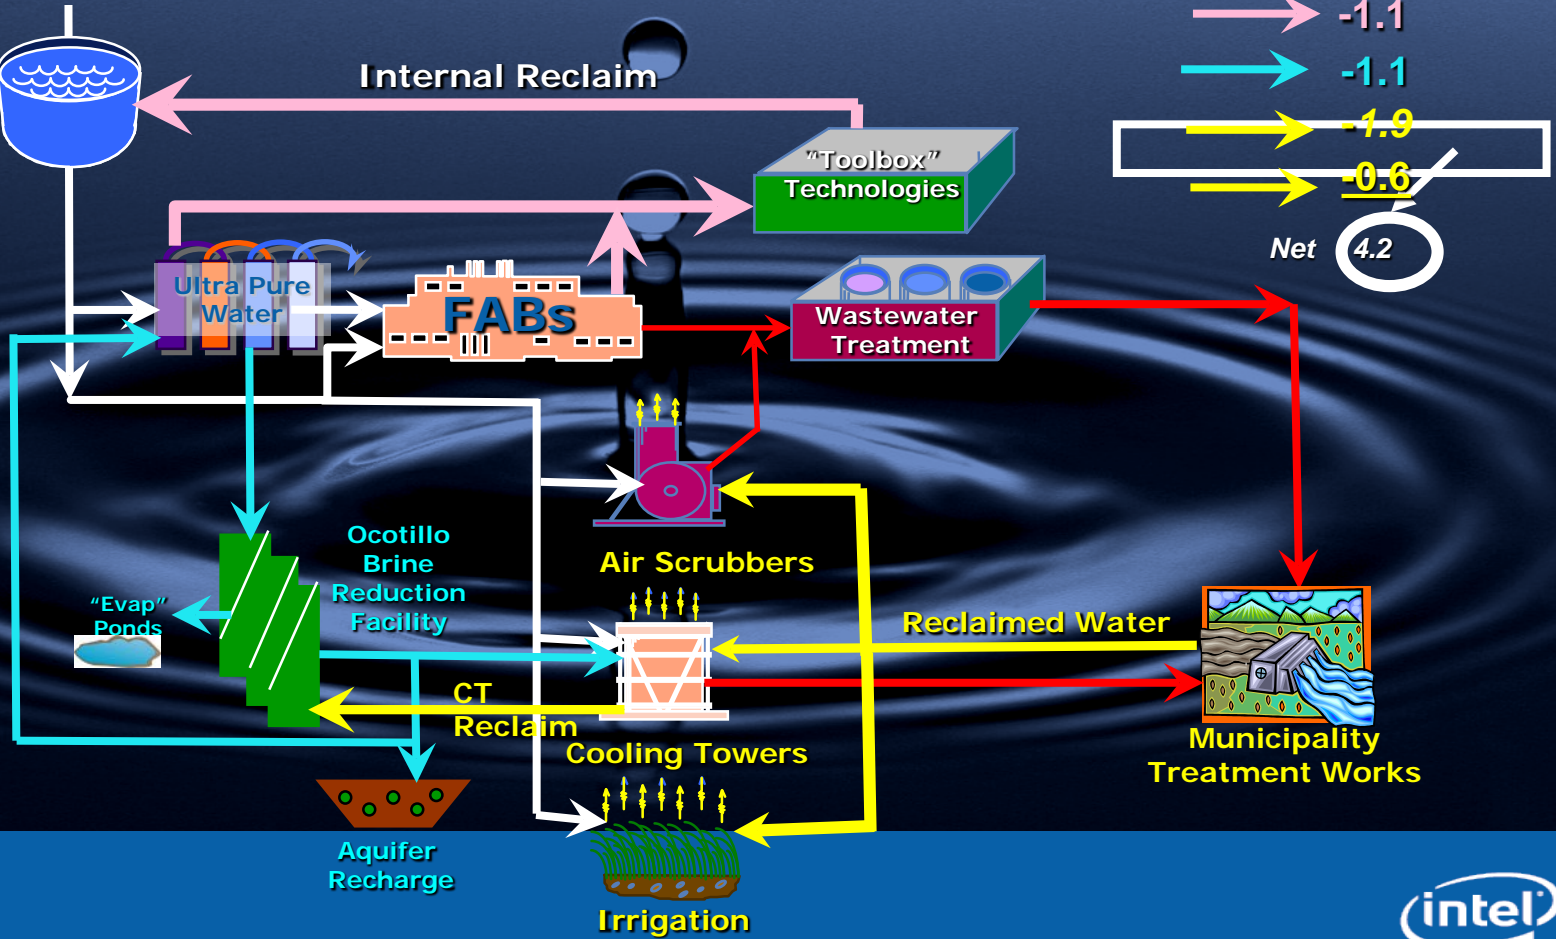 -1.1
Internal Reclaim
-1.1
-1.9
"Toolbox"
Technologies
-0.6
Net 4.2
Ultra Pure
Water
FABs
Wastewater
Treatment
Ocotillo
Brine
Reduction
Facility
Air Scrubbers
"Evap"
Ponds
Reclaimed Water
CT
Reclaim
Cooling Towers
Municipality
Treatment Works
Aquifer
Recharge
Irrigation
intel